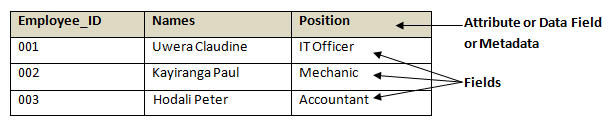 Employee_ID Names Position
001 Uwera Claudine IT Officer
002 Kayiranga Paul Mechanic
003 Hodali Peter Accountant
Attribute or Data Field
or Metadata
Fields